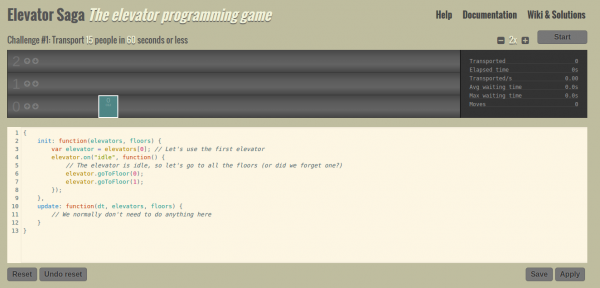 Elevator Saga The elevator programming game
Help Documentation Wiki & Solutions
Challenge #1: Transport 15 people in 60 seconds or less
2x Start
2
1
0
Transported 0
Elapsed time 0s
Transported/s 0.00
Avg waiting time 0.0s
Max waiting time 0.0s
Moves 0
1 {
2 init: function(elevators, floors) {
3 var elevator = elevators[0]; // Let's use the first elevator
4 elevator.on("idle", function() {
5 // The elevator is idle, so let's go to all the floors (or did we forget one?)
6 elevator.goToFloor(0);
7 elevator.goToFloor(1);
8 });
9 },
10 update: function(dt, elevators, floors) {
11 // We normally don't need to do anything here
12 }
13 }
Reset Undo reset Save Apply